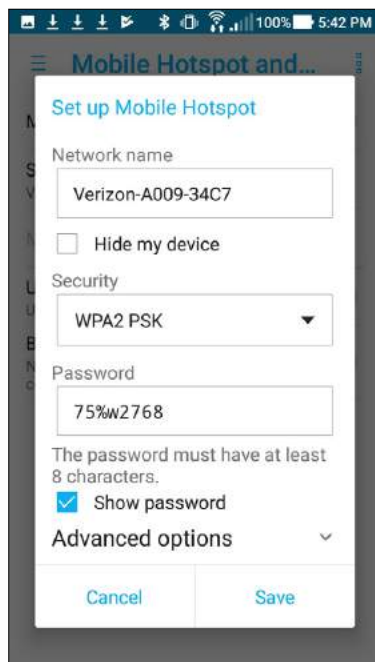 100% 5:42 PM
Mobile Hotspot and...
Set up Mobile Hotspot
Network name
Verizon-A009-34C7
Hide my device
Security
WPA2 PSK
Password
75%w2768
The password must have at least
8 characters.
Show password
Advanced options
Cancel Save